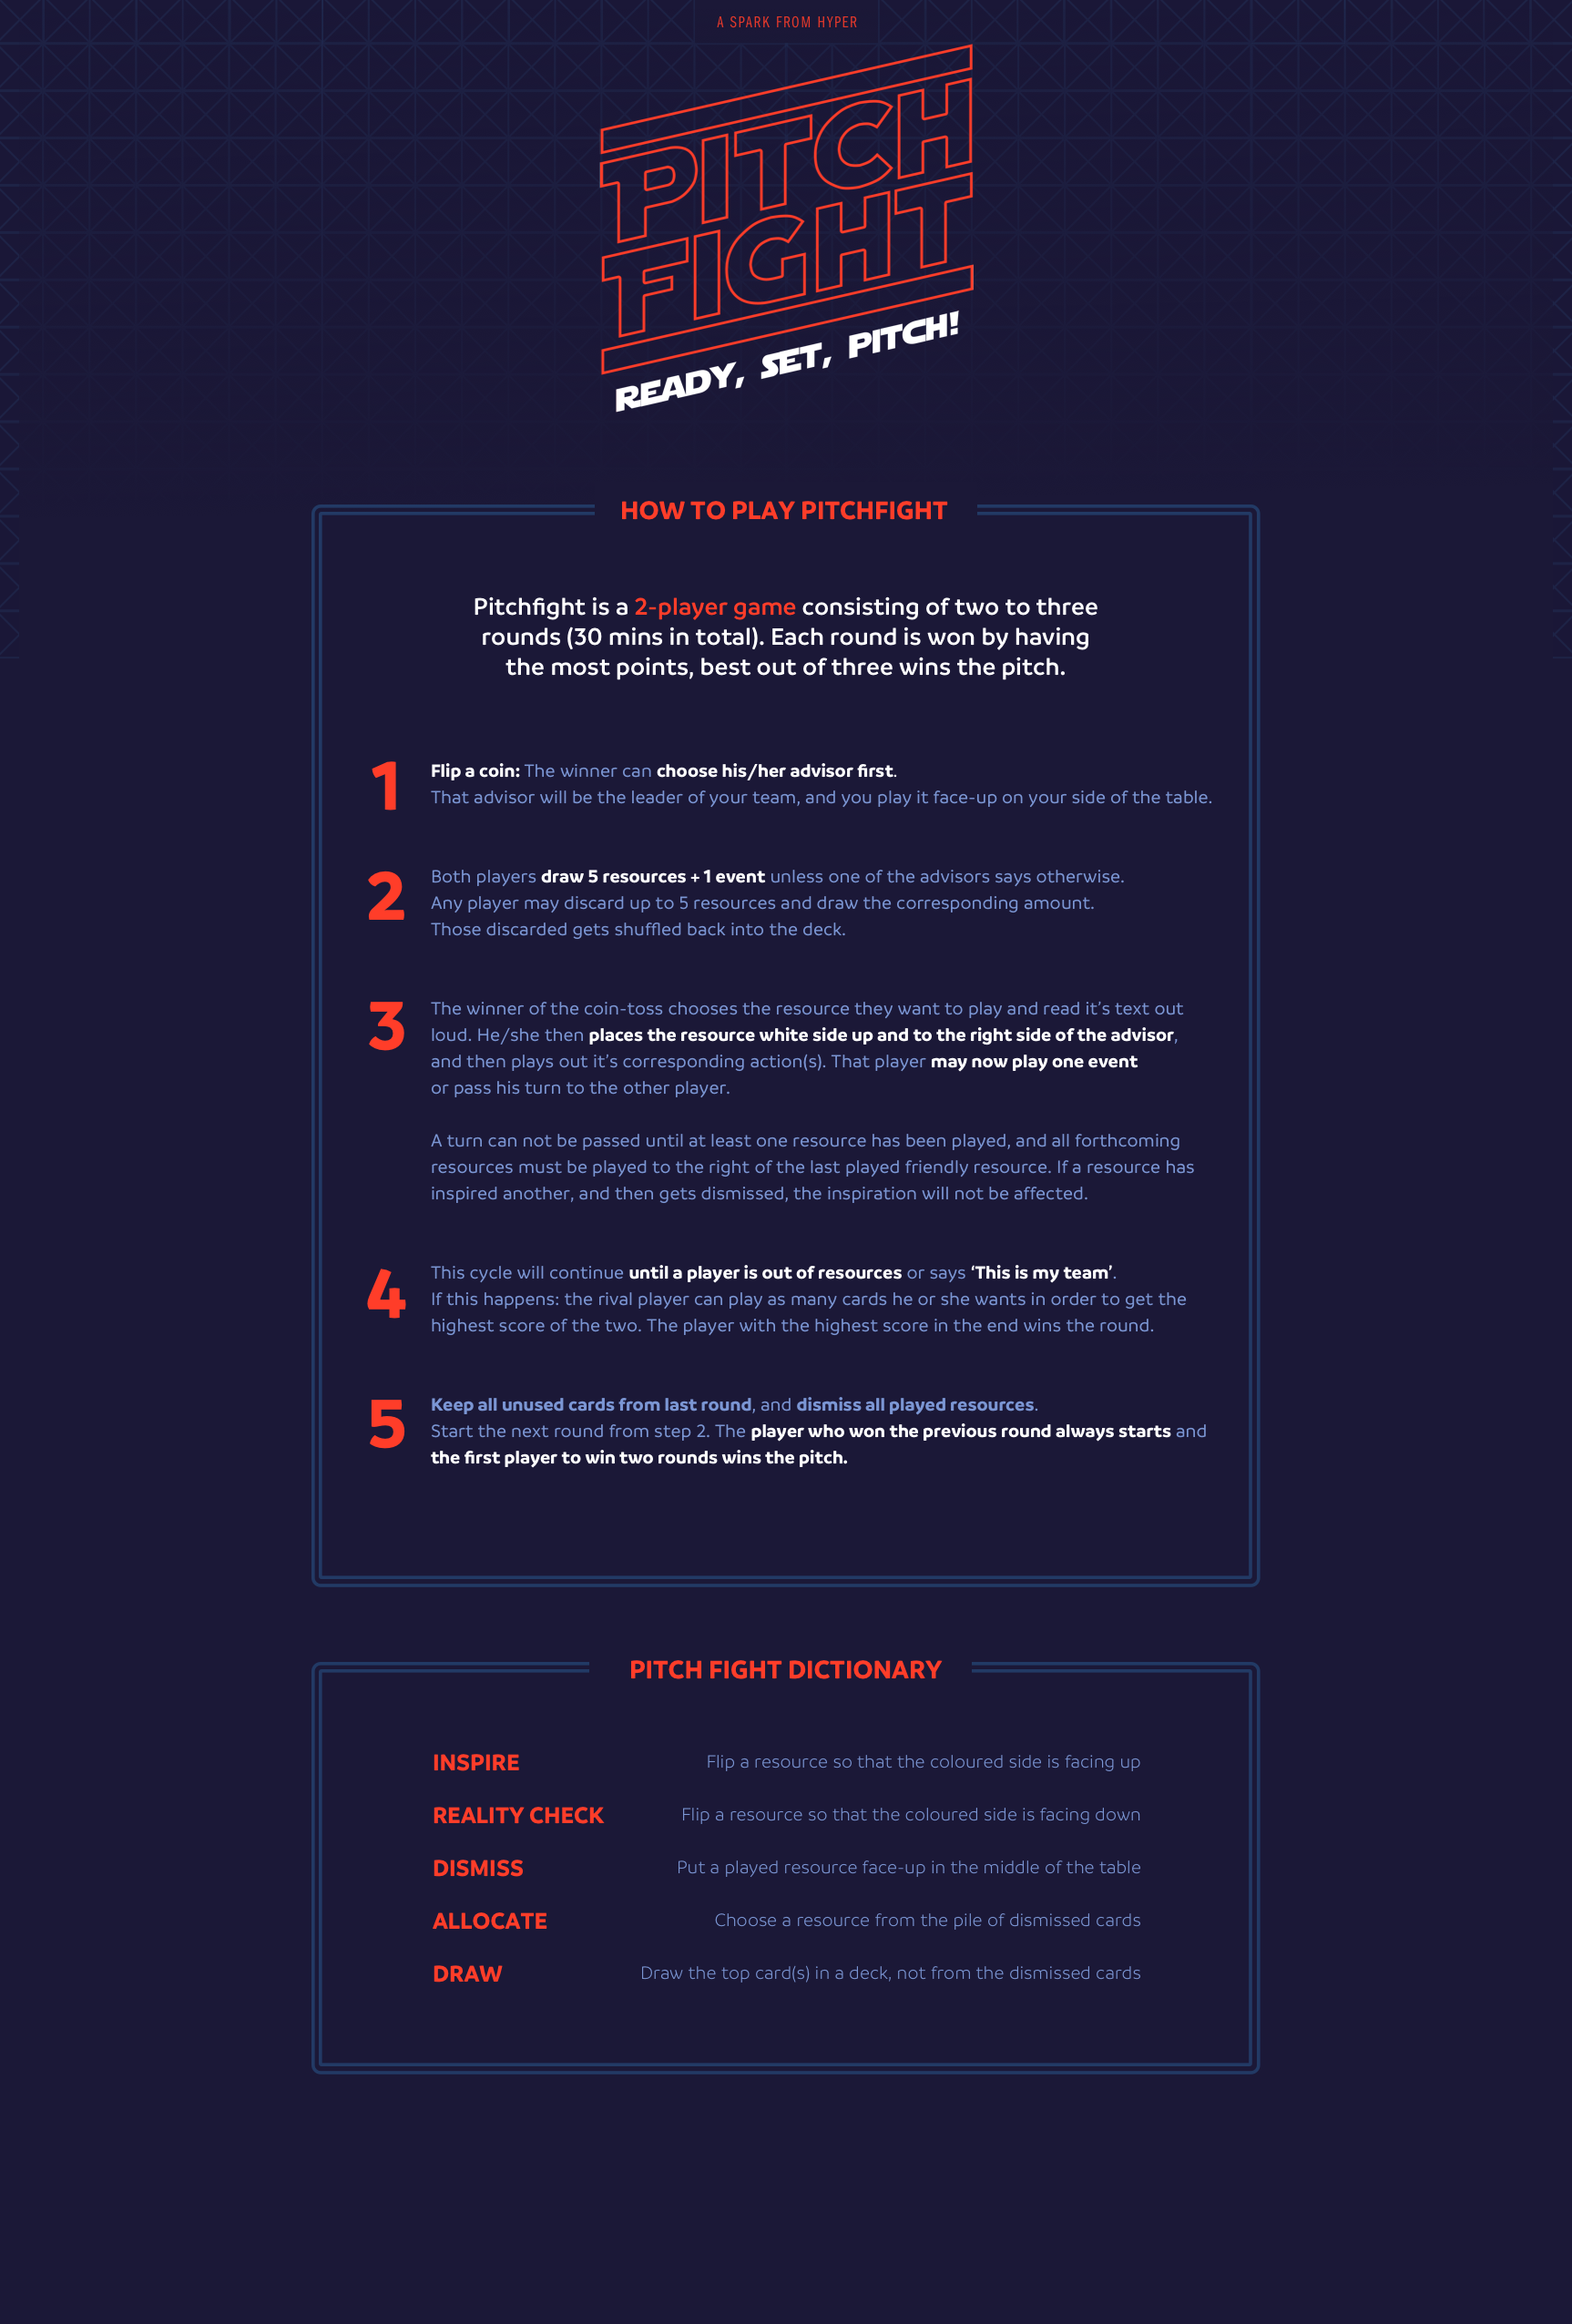 A SPARK FROM HYPER
PITCH
FIGHT
READY, SET, PITCH!
HOW TO PLAY PITCHFIGHT
Pitchfight is a 2-player game consisting of two to three
rounds (30 mins in total). Each round is won by having
the most points, best out of three wins the pitch.
1
Flip a coin: The winner can choose his/her advisor first.
That advisor will be the leader of your team, and you play it face-up on your side of the table.
2
Both players draw 5 resources + 1 event unless one of the advisors says otherwise.
Any player may discard up to 5 resources and draw the corresponding amount.
Those discarded gets shuffled back into the deck.
3
The winner of the coin-toss chooses the resource they want to play and read it’s text out
loud. He/she then places the resource white side up and to the right side of the advisor,
and then plays out it’s corresponding action(s). That player may now play one event
or pass his turn to the other player.
A turn can not be passed until at least one resource has been played, and all forthcoming
resources must be played to the right of the last played friendly resource. If a resource has
inspired another, and then gets dismissed, the inspiration will not be affected.
4
This cycle will continue until a player is out of resources or says ‘This is my team’.
If this happens: the rival player can play as many cards he or she wants in order to get the
highest score of the two. The player with the highest score in the end wins the round.
5
Keep all unused cards from last round, and dismiss all played resources.
Start the next round from step 2. The player who won the previous round always starts and
the first player to win two rounds wins the pitch.
PITCH FIGHT DICTIONARY
INSPIRE Flip a resource so that the coloured side is facing up
REALITY CHECK Flip a resource so that the coloured side is facing down
DISMISS Put a played resource face-up in the middle of the table
ALLOCATE Choose a resource from the pile of dismissed cards
DRAW Draw the top card(s) in a deck, not from the dismissed cards